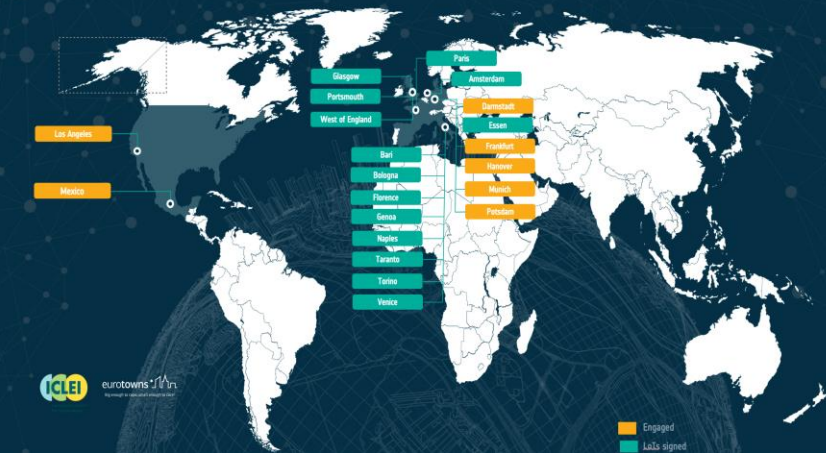 Paris
Glasgow
Amsterdam
Portsmouth
Darmstadt
West of England
Essen
Los Angeles
Frankfurt
Bari
Hanover
Bologna
Mexico
Munich
Florence
Potsdam
Genoa
Naples
Taranto
Torino
Venice
ICLEI
eurotowns
Engaged
LoIs signed